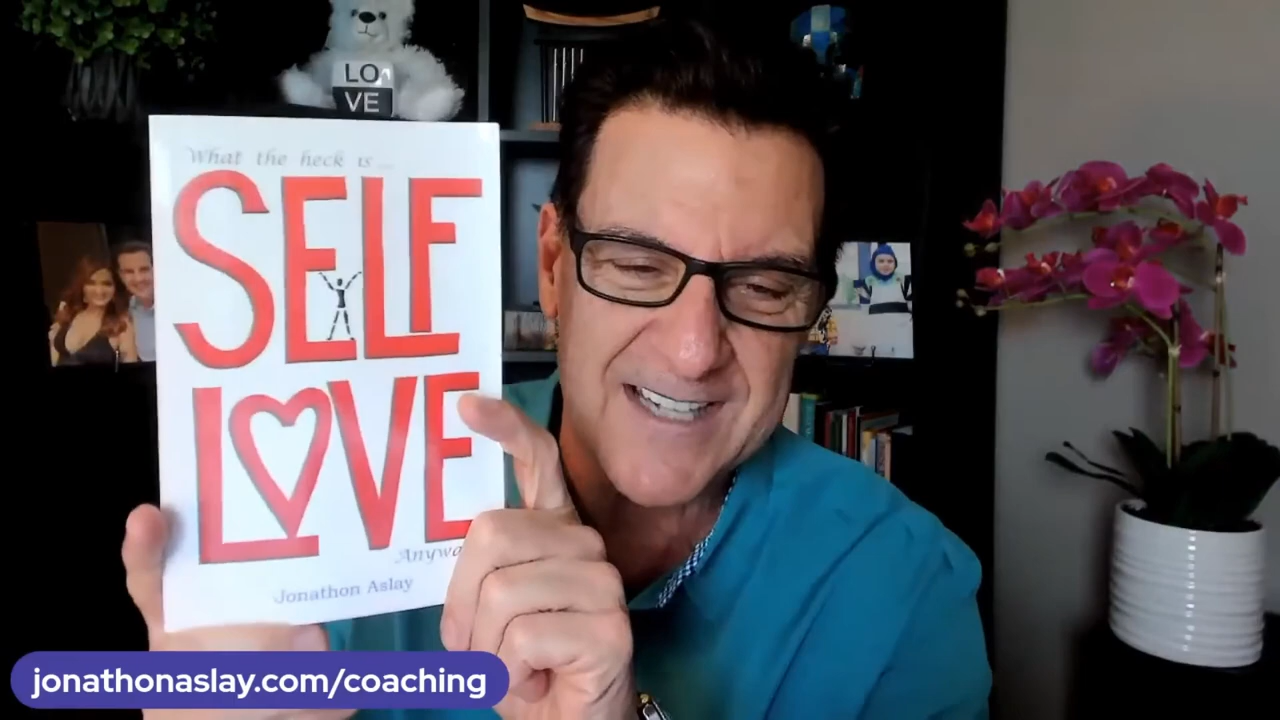 LO
VE
What the heck is...
SELF
LOVE
Jonathon Aslay
jonathonaslay.com/coaching